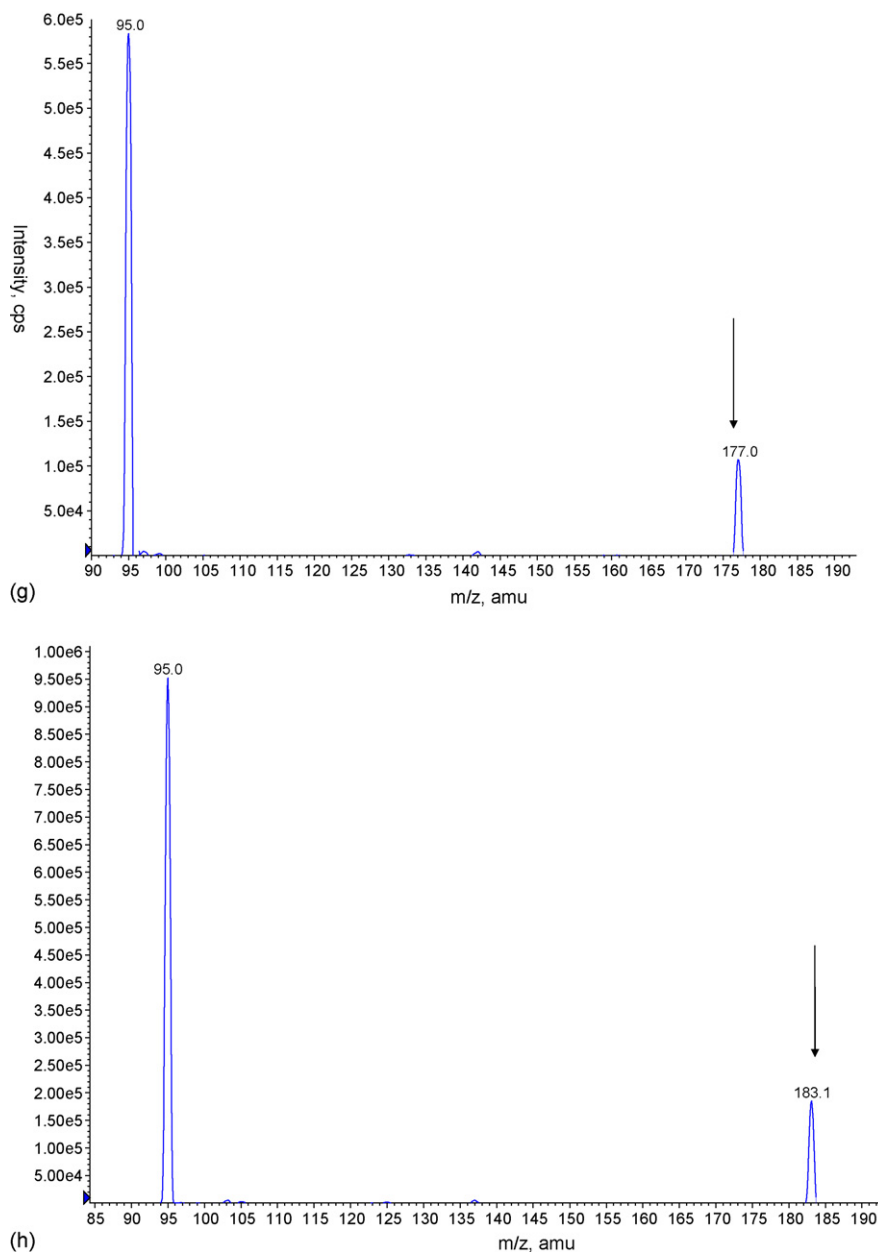 6.0e5
95.0
5.5e5
5.0e5
4.5e5
4.0e5
3.5e5
3.0e5
2.5e5
2.0e5
1.5e5
1.0e5
5.0e4
Intensity, cps
177.0
90 95 100 105 110 115 120 125 130 135 140 145 150 155 160 165 170 175 180 185 190
m/z, amu
(g)
1.00e6
95.0
9.50e5
9.00e5
8.50e5
8.00e5
7.50e5
7.00e5
6.50e5
6.00e5
5.50e5
5.00e5
4.50e5
4.00e5
3.50e5
3.00e5
2.50e5
2.00e5
1.50e5
1.00e5
5.00e4
183.1
85 90 95 100 105 110 115 120 125 130 135 140 145 150 155 160 165 170 175 180 185 190
m/z, amu
(h)